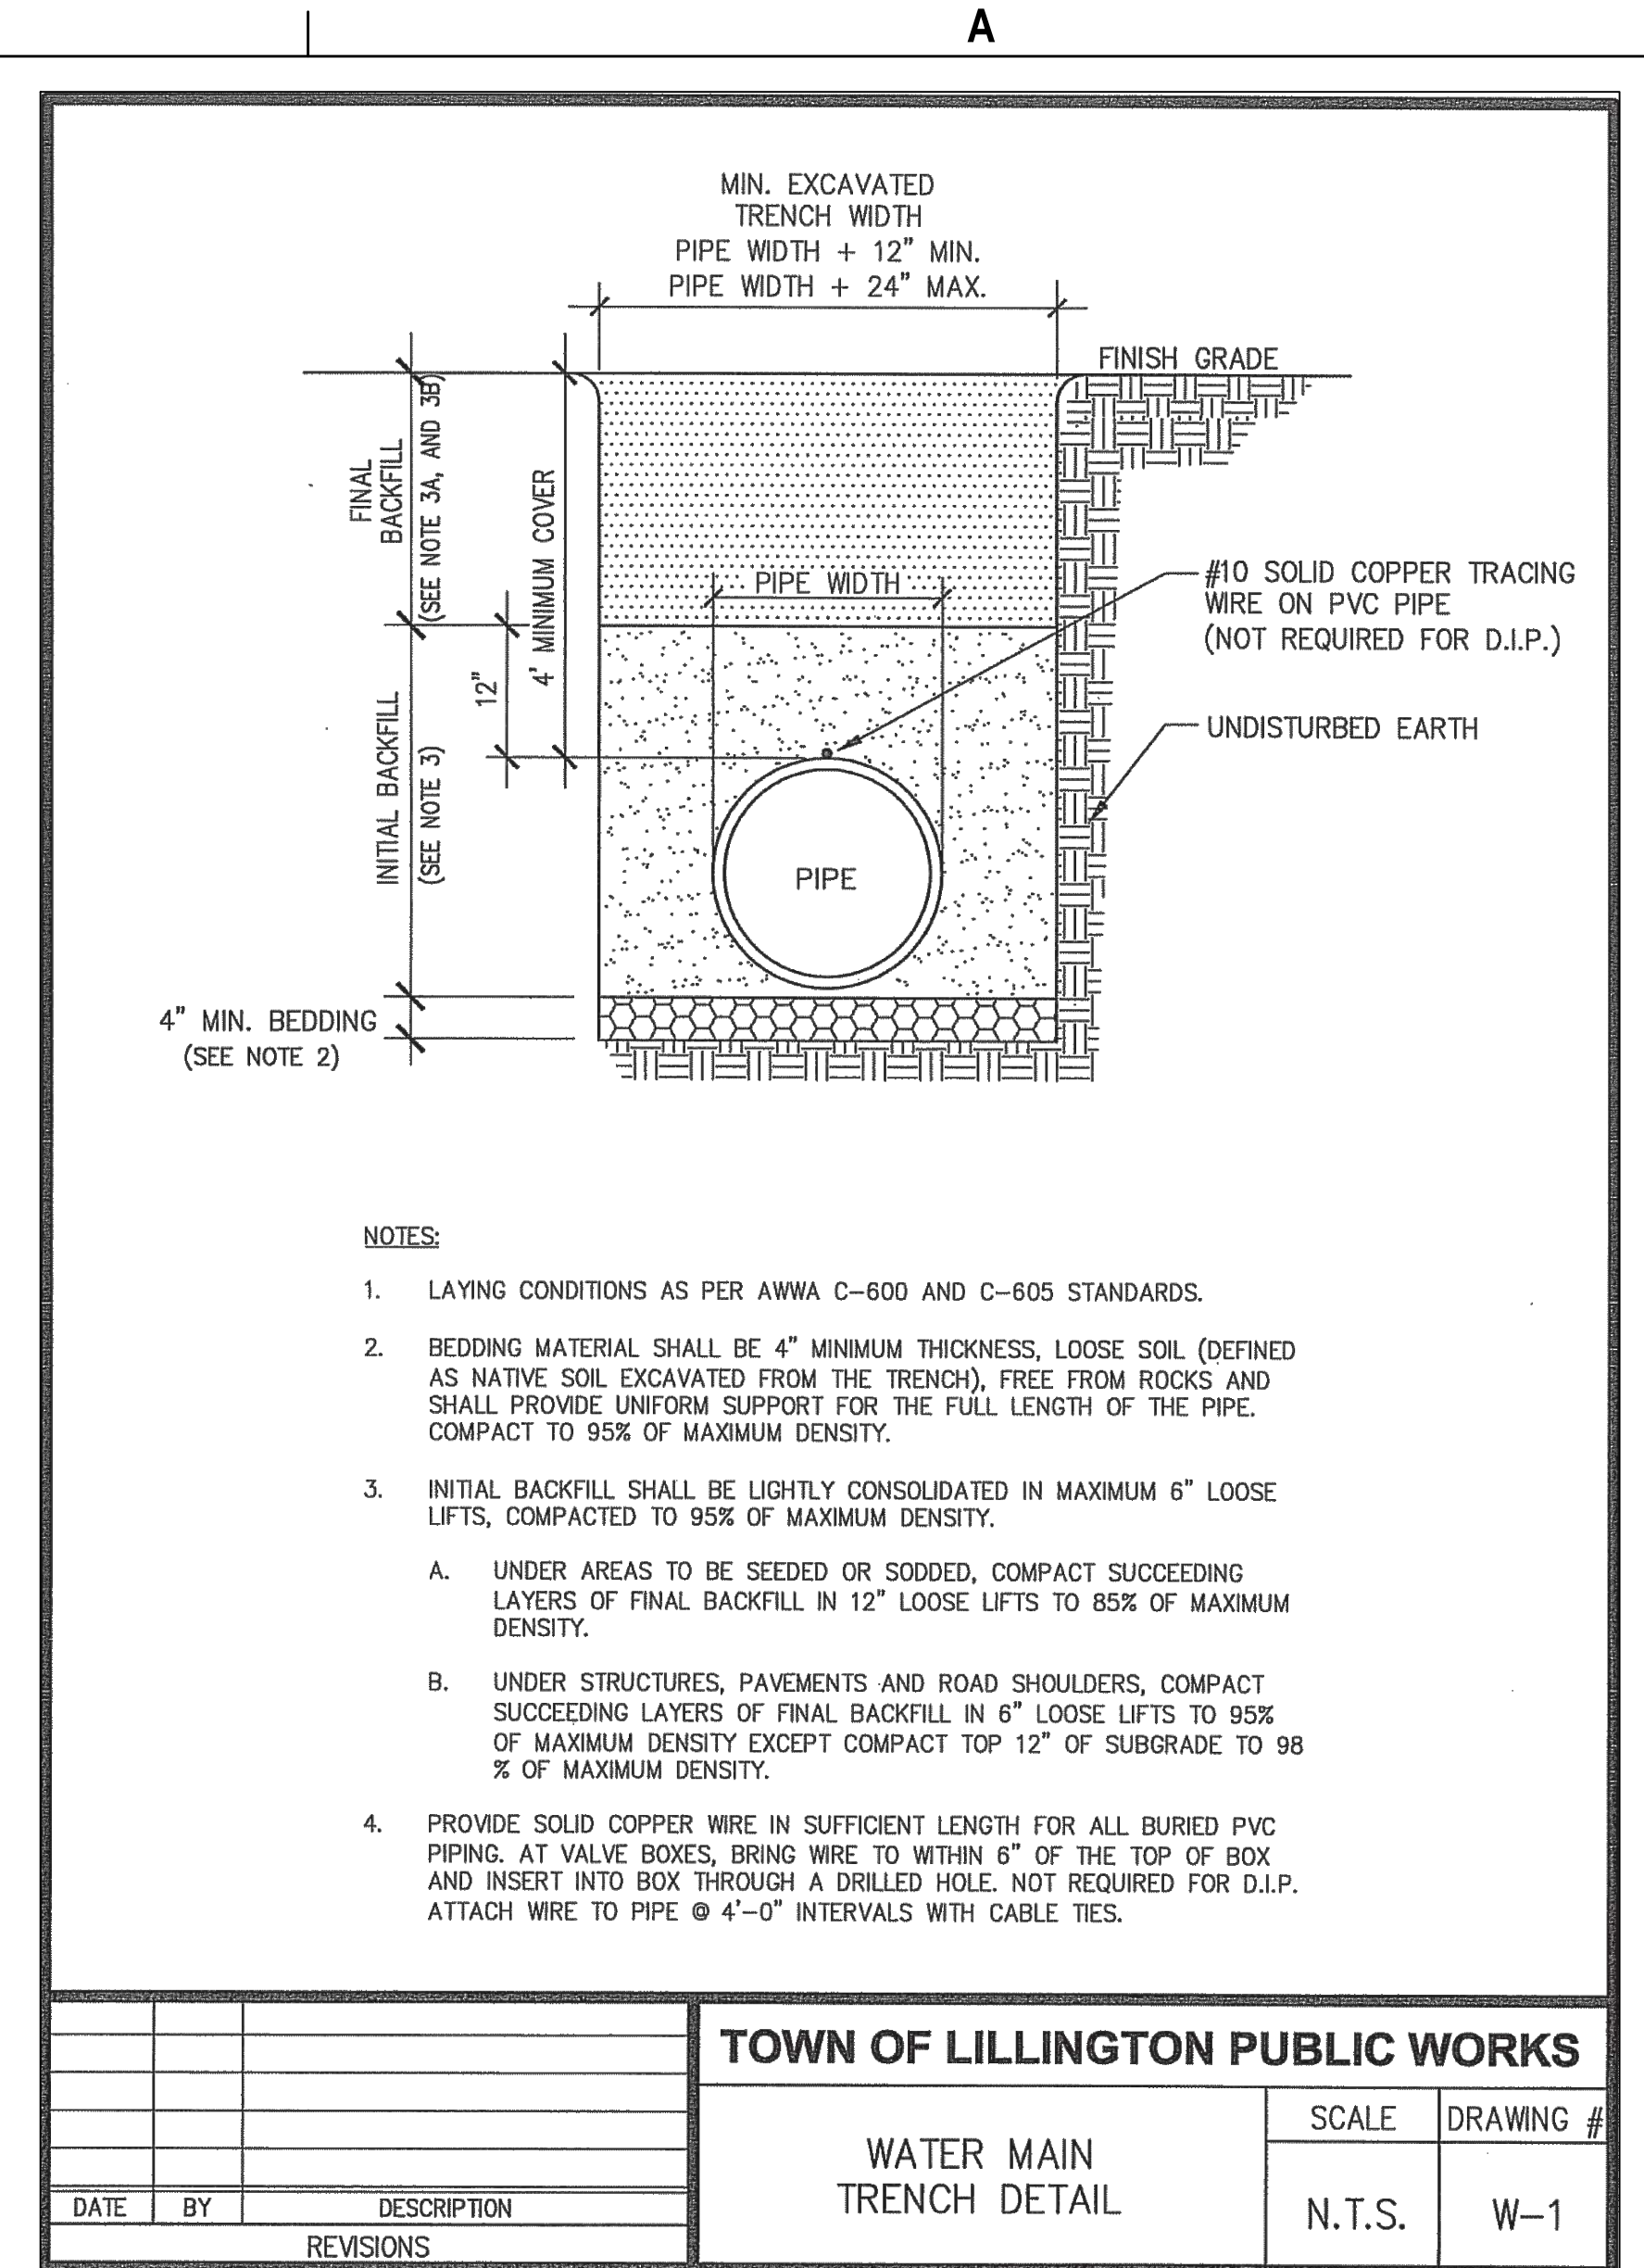 A
MIN. EXCAVATED
TRENCH WIDTH
PIPE WIDTH + 12" MIN.
PIPE WIDTH + 24" MAX.
FINISH GRADE
FINAL
BACKFILL
(SEE NOTE 3A, AND 3B)
4' MINIMUM COVER
12"
PIPE WIDTH
#10 SOLID COPPER TRACING
WIRE ON PVC PIPE
(NOT REQUIRED FOR D.I.P.)
UNDISTURBED EARTH
INITIAL BACKFILL
(SEE NOTE 3)
PIPE
4" MIN. BEDDING
(SEE NOTE 2)
NOTES:
1. LAYING CONDITIONS AS PER AWWA C-600 AND C-605 STANDARDS.
2. BEDDING MATERIAL SHALL BE 4" MINIMUM THICKNESS, LOOSE SOIL (DEFINED
AS NATIVE SOIL EXCAVATED FROM THE TRENCH), FREE FROM ROCKS AND
SHALL PROVIDE UNIFORM SUPPORT FOR THE FULL LENGTH OF THE PIPE.
COMPACT TO 95% OF MAXIMUM DENSITY.
3. INITIAL BACKFILL SHALL BE LIGHTLY CONSOLIDATED IN MAXIMUM 6" LOOSE
LIFTS, COMPACTED TO 95% OF MAXIMUM DENSITY.
A. UNDER AREAS TO BE SEEDED OR SODDED, COMPACT SUCCEEDING
LAYERS OF FINAL BACKFILL IN 12" LOOSE LIFTS TO 85% OF MAXIMUM
DENSITY.
B. UNDER STRUCTURES, PAVEMENTS AND ROAD SHOULDERS, COMPACT
SUCCEEDING LAYERS OF FINAL BACKFILL IN 6" LOOSE LIFTS TO 95%
OF MAXIMUM DENSITY EXCEPT COMPACT TOP 12" OF SUBGRADE TO 98
% OF MAXIMUM DENSITY.
4. PROVIDE SOLID COPPER WIRE IN SUFFICIENT LENGTH FOR ALL BURIED PVC
PIPING. AT VALVE BOXES, BRING WIRE TO WITHIN 6" OF THE TOP OF BOX
AND INSERT INTO BOX THROUGH A DRILLED HOLE. NOT REQUIRED FOR D.I.P.
ATTACH WIRE TO PIPE @ 4'-0" INTERVALS WITH CABLE TIES.
DATE BY DESCRIPTION
REVISIONS
TOWN OF LILLINGTON PUBLIC WORKS
WATER MAIN
TRENCH DETAIL
SCALE
N.T.S.
DRAWING #
W-1